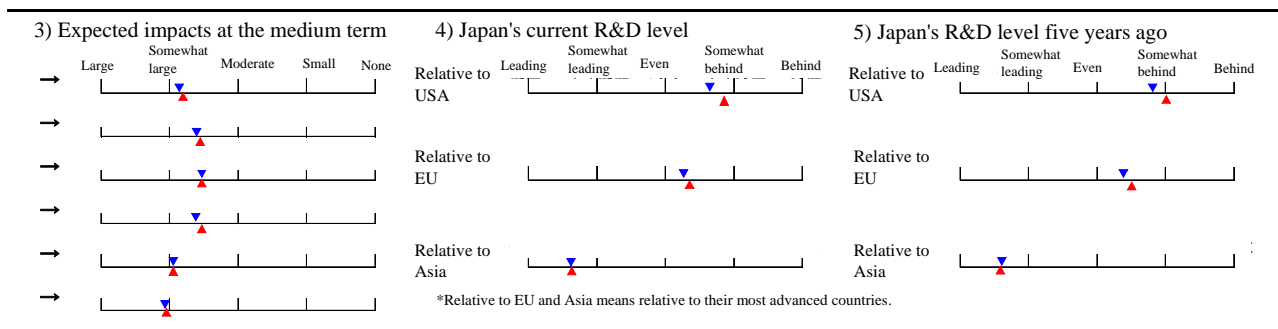 3) Expected impacts at the medium term
Large
Somewhat
large
Moderate
Small
None
4) Japan's current R&D level
Leading
Somewhat
leading
Even
Somewhat
behind
Behind
Relative to
USA
Relative to
EU
Relative to
Asia
*Relative to EU and Asia means relative to their most advanced countries.
5) Japan's R&D level five years ago
Leading
Somewhat
leading
Even
Somewhat
behind
Behind
Relative to
USA
Relative to
EU
Relative to
Asia